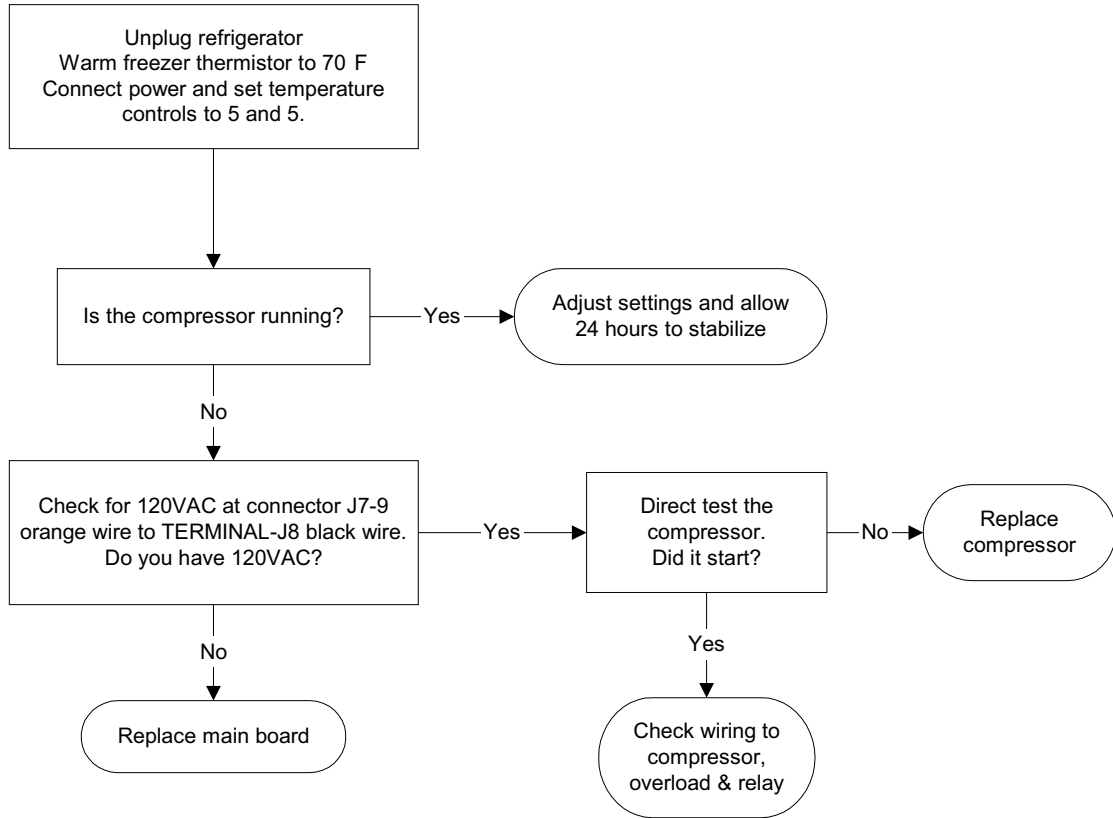 Unplug refrigerator
Warm freezer thermistor to 70 F
Connect power and set temperature
controls to 5 and 5.
Is the compressor running?
Yes
Adjust settings and allow
24 hours to stabilize
No
Check for 120VAC at connector J7-9
orange wire to TERMINAL-J8 black wire.
Do you have 120VAC?
Yes
Direct test the
compressor.
Did it start?
No
Replace
compressor
No
Yes
Replace main board
Check wiring to
compressor,
overload & relay